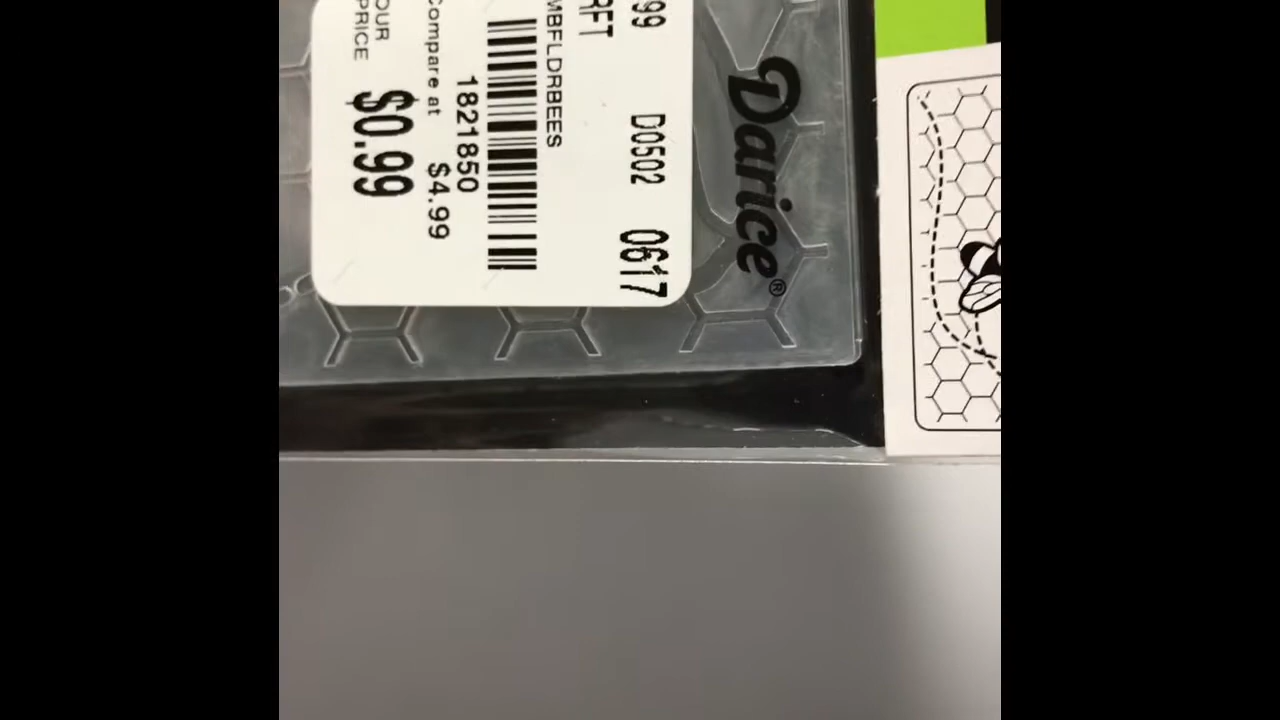 99 D0502 0617
RFT
MBFLDRBEES
1821850
Compare at $4.99
OUR PRICE $0.99
Darice®